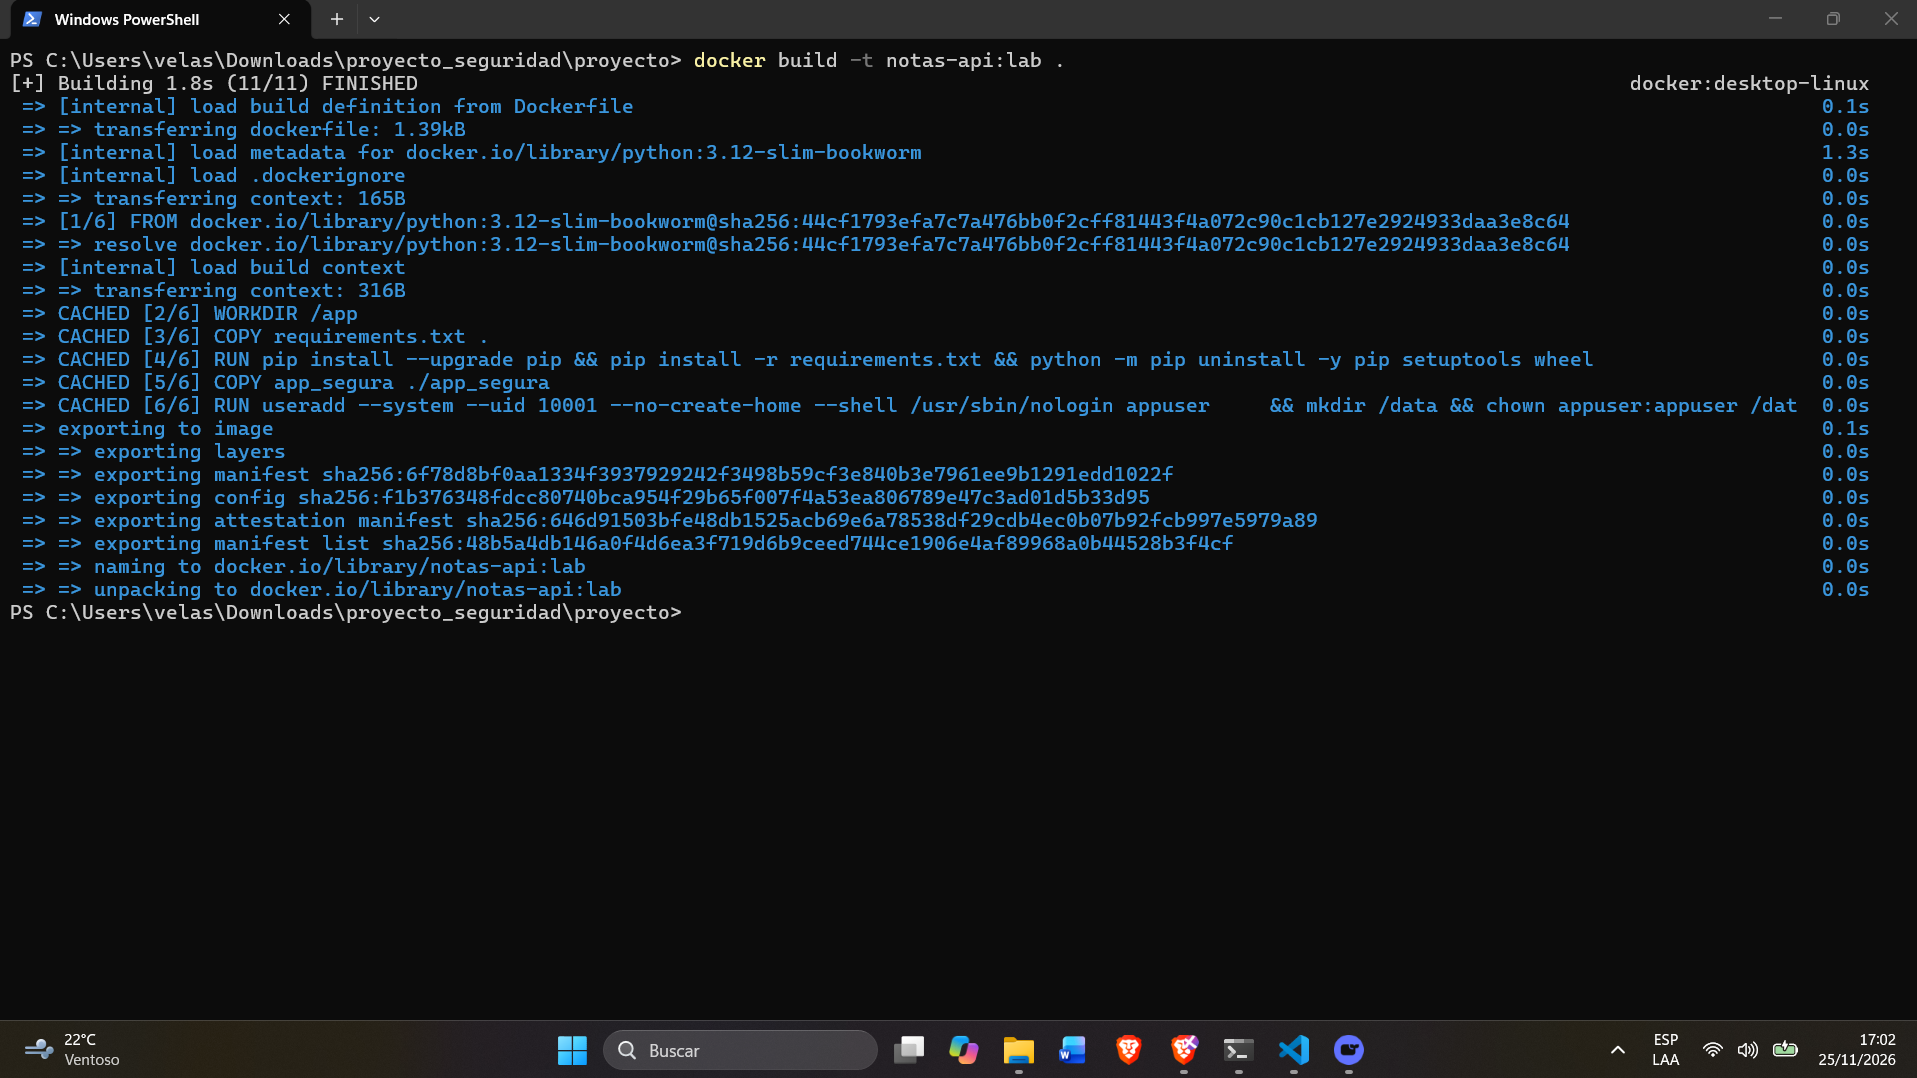 Windows PowerShell
PS C:\Users\velas\Downloads\proyecto_seguridad\proyecto> docker build -t notas-api:lab .
[+] Building 1.8s (11/11) FINISHED docker:desktop-linux
=> [internal] load build definition from Dockerfile 0.1s
=> => transferring dockerfile: 1.39kB 0.0s
=> [internal] load metadata for docker.io/library/python:3.12-slim-bookworm 1.3s
=> [internal] load .dockerignore 0.0s
=> => transferring context: 165B 0.0s
=> [1/6] FROM docker.io/library/python:3.12-slim-bookworm@sha256:44cf1793efa7c7a476bb0f2cff81443f4a072c90c1cb127e2924933daa3e8c64 0.0s
=> => resolve docker.io/library/python:3.12-slim-bookworm@sha256:44cf1793efa7c7a476bb0f2cff81443f4a072c90c1cb127e2924933daa3e8c64 0.0s
=> [internal] load build context 0.0s
=> => transferring context: 316B 0.0s
=> CACHED [2/6] WORKDIR /app 0.0s
=> CACHED [3/6] COPY requirements.txt . 0.0s
=> CACHED [4/6] RUN pip install --upgrade pip && pip install -r requirements.txt && python -m pip uninstall -y pip setuptools wheel 0.0s
=> CACHED [5/6] COPY app_segura ./app_segura 0.0s
=> CACHED [6/6] RUN useradd --system --uid 10001 --no-create-home --shell /usr/sbin/nologin appuser     && mkdir /data && chown appuser:appuser /dat 0.0s
=> exporting to image 0.1s
=> => exporting layers 0.0s
=> => exporting manifest sha256:6f78d8bf0aa1334f3937929242f3498b59cf3e840b3e7961ee9b1291edd1022f 0.0s
=> => exporting config sha256:f1b376348fdcc80740bca954f29b65f007f4a53ea806789e47c3ad01d5b33d95 0.0s
=> => exporting attestation manifest sha256:646d91503bfe48db1525acb69e6a78538df29cdb4ec0b07b92fcb997e5979a89 0.0s
=> => exporting manifest list sha256:48b5a4db146a0f4d6ea3f719d6b9ceed744ce1906e4af89968a0b44528b3f4cf 0.0s
=> => naming to docker.io/library/notas-api:lab 0.0s
=> => unpacking to docker.io/library/notas-api:lab 0.0s
PS C:\Users\velas\Downloads\proyecto_seguridad\proyecto>
22°C
Ventoso
Buscar
ESP
LAA
17:02
25/11/2026